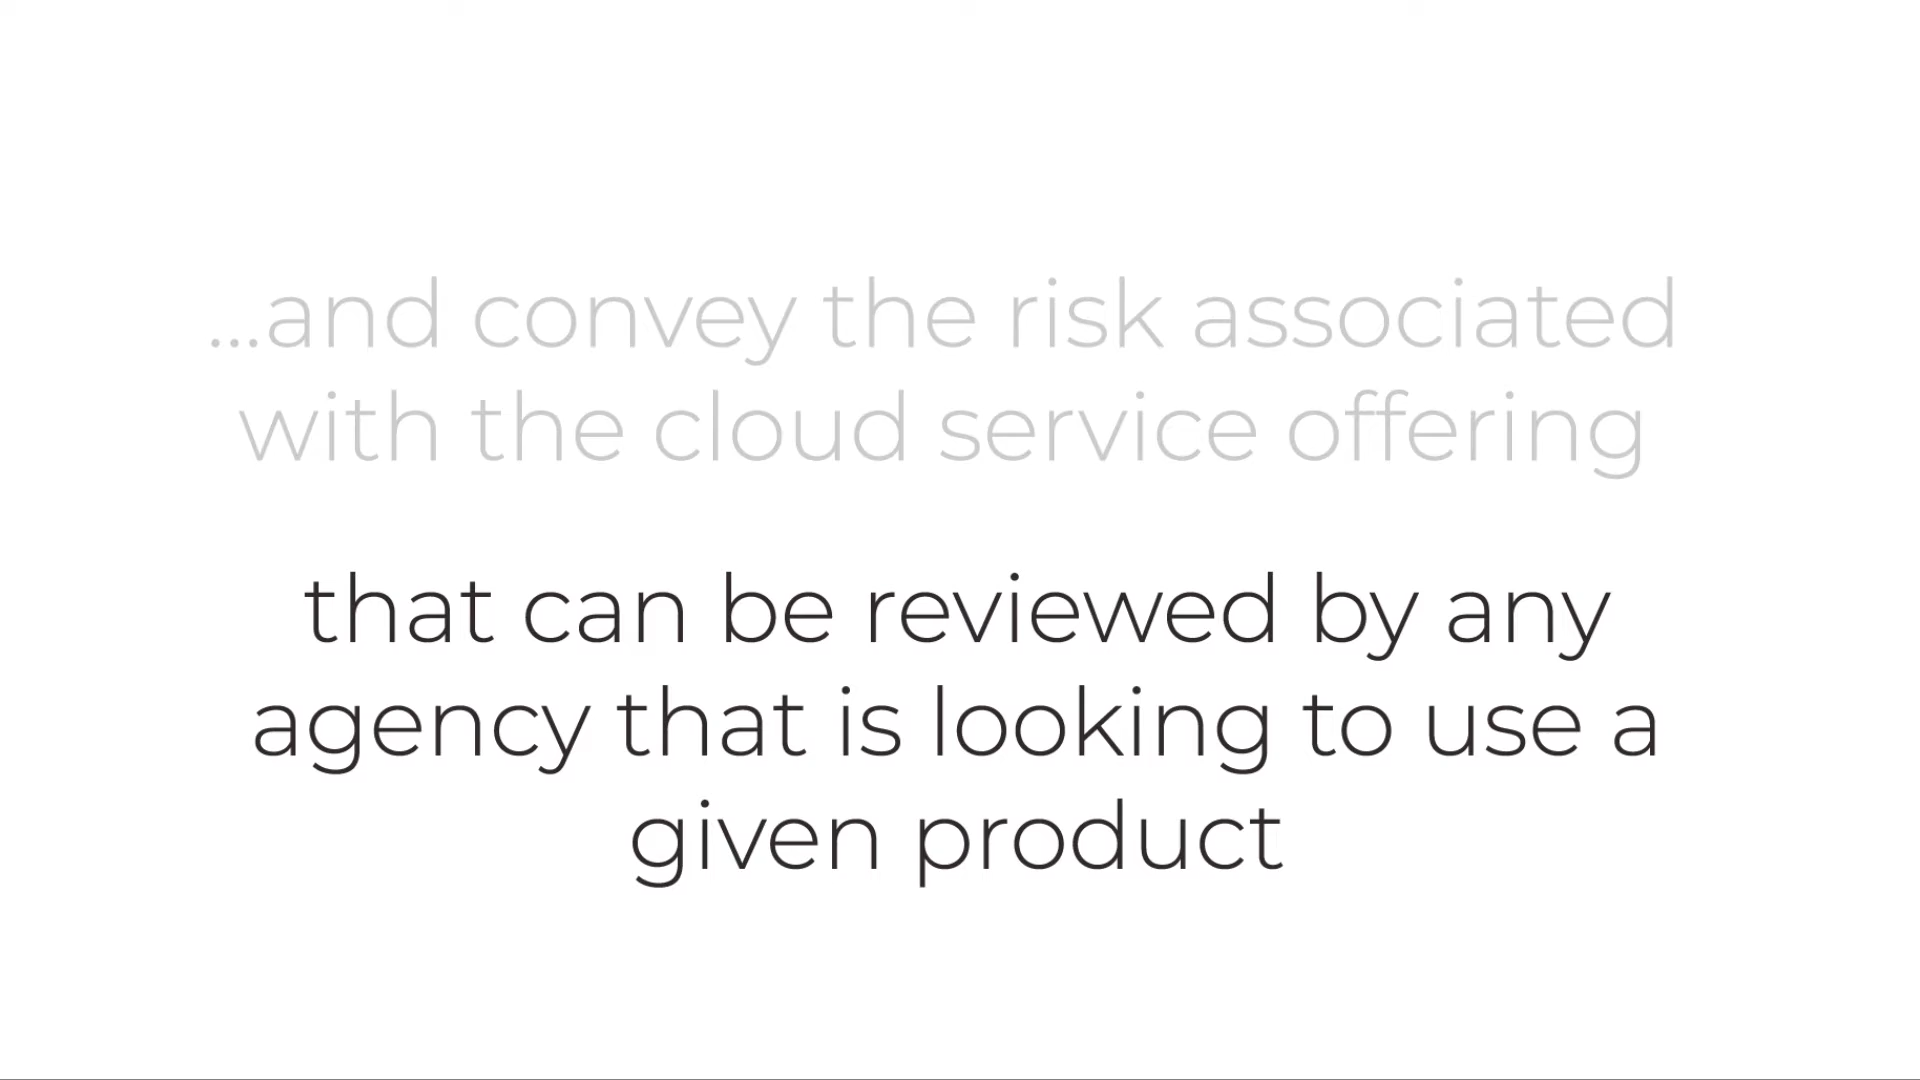 ...and convey the risk associated
with the cloud service offering
that can be reviewed by any
agency that is looking to use a
given product